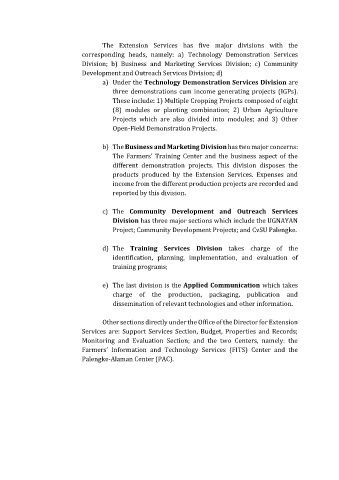 The Extension Services has five major divisions with the
corresponding heads, namely: a) Technology Demonstration Services
Division; b) Business and Marketing Services Division; c) Community
Development and Outreach Services Division; d)
a) Under the Technology Demonstration Services Division are
three demonstrations cum income generating projects (IGPs).
These include: 1) Multiple Cropping Projects composed of eight
(8) modules or planting combination; 2) Urban Agriculture
Projects which are also divided into modules; and 3) Other
Open-Field Demonstration Projects.
b) The Business and Marketing Division has two major concerns:
The Farmers' Training Center and the business aspect of the
different demonstration projects. This division disposes the
products produced by the Extension Services. Expenses and
income from the different production projects are recorded and
reported by this division.
c) The Community Development and Outreach Services
Division has three major sections which include the UGNAYAN
Project; Community Development Projects; and CvSU Palengke.
d) The Training Services Division takes charge of the
identification, planning, implementation, and evaluation of
training programs;
e) The last division is the Applied Communication which takes
charge of the production, packaging, publication and
dissemination of relevant technologies and other information.
Other sections directly under the Office of the Director for Extension
Services are: Support Services Section, Budget, Properties and Records;
Monitoring and Evaluation Section; and the two Centers, namely: the
Farmers' Information and Technology Services (FITS) Center and the
Palengke-Alaman Center (PAC).